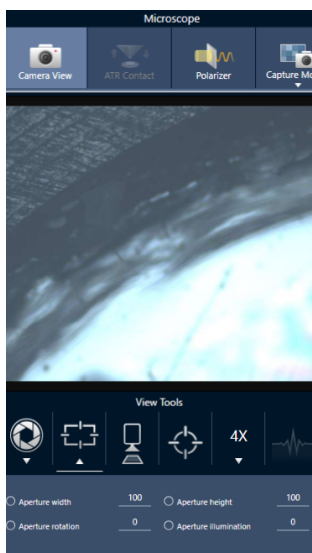 Microscope
Camera View
ATR Contact
Polarizer
Capture Mo
View Tools
4X
Aperture width 100 Aperture height 100
Aperture rotation 0 Aperture illumination 0